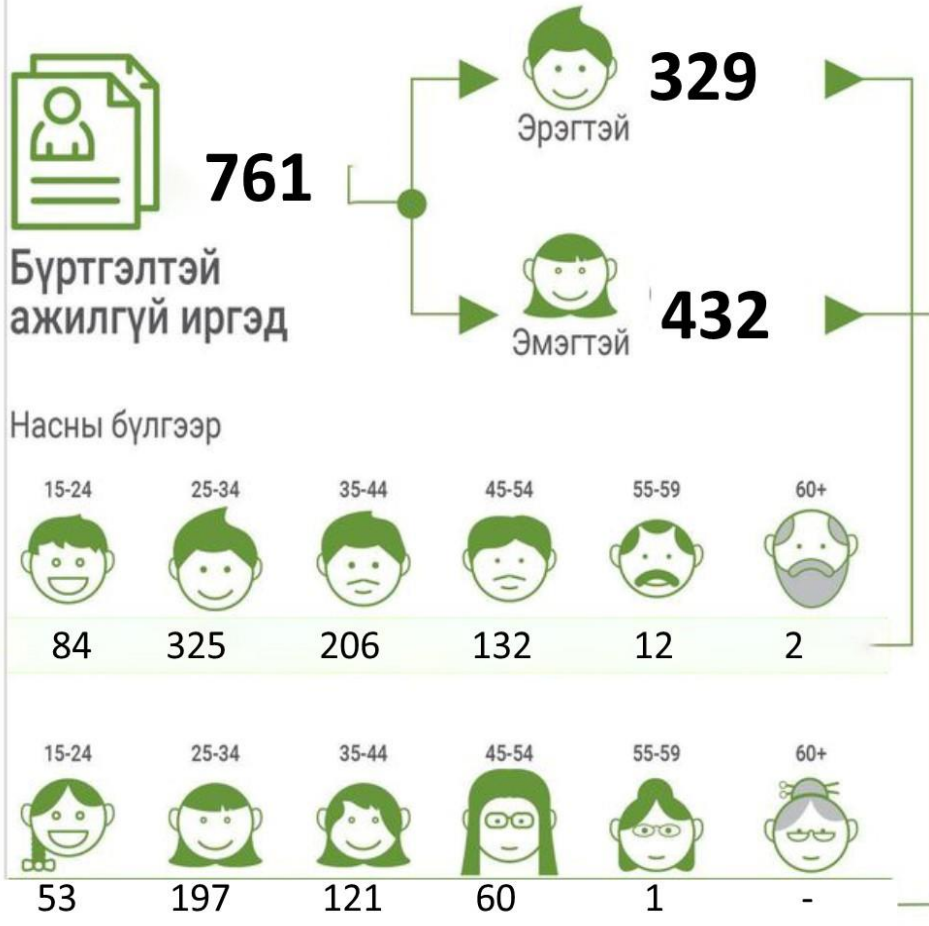 761
Бүртгэлтэй
ажилгүй иргэд
329
Эрэгтэй
432
Эмэгтэй
Насны бүлгээр
15-24 25-34 35-44 45-54 55-59 60+
84 325 206 132 12 2
15-24 25-34 35-44 45-54 55-59 60+
53 197 121 60 1 -